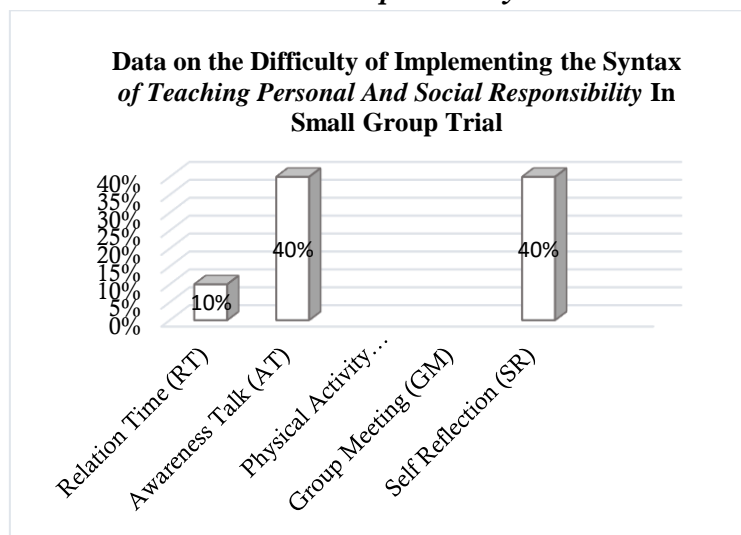 Data on the Difficulty of Implementing the Syntax
of Teaching Personal And Social Responsibility In
Small Group Trial
40%
35%
30%
25%
20%
15%
10%
5%
0%
10%
40%
40%
Relation Time (RT)
Awareness Talk (AT)
Physical Activity…
Group Meeting (GM)
Self Reflection (SR)